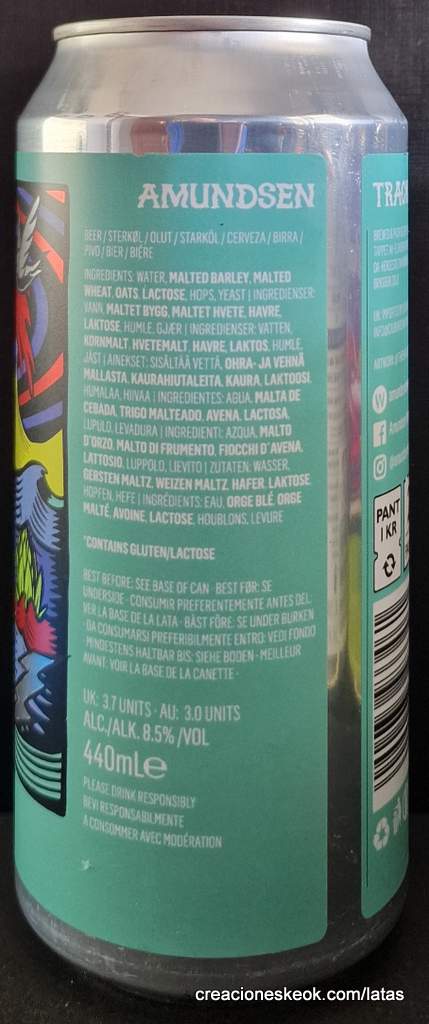 AMUNDSEN
BEER / STERKØL / OLUT / STARKÖL / CERVEZA / BIRRA /
PIVO / BIER / BIÈRE
INGREDIENTS: WATER, MALTED BARLEY, MALTED
WHEAT, OATS, LACTOSE, HOPS, YEAST | INGREDIENSER:
VANN, MALTET BYGG, MALTET HVETE, HAVRE,
LAKTOSE, HUMLE, GJÆR | INGREDIENSER: VATTEN,
KORNMALT, HVETEMALT, HAVRE, LAKTOS, HUMLE,
JÄST | AINEKSET: SISÄLTÄÄ VETTÄ, OHRA- JA VEHNÄ
MALLASTA, KAURAHIUTALEITA, KAURA, LAKTOOSI,
HUMALAA, HIIVAA | INGREDIENTES: AGUA, MALTA DE
CEBADA, TRIGO MALTEADO, AVENA, LACTOSA,
LUPULO, LEVADURA | INGREDIENTI: AZQUA, MALTO
D'ORZO, MALTO DI FRUMENTO, FIOCCHI D'AVENA,
LATTOSIO, LUPPOLO, LIEVITO | ZUTATEN: WASSER,
GERSTEN MALTZ, WEIZEN MALTZ, HAFER, LAKTOSE,
HOPFEN, HEFE | INGRÉDIENTS: EAU, ORGE BLÉ, ORGE
MALTÉ, AVOINE, LACTOSE, HOUBLONS, LEVURE
*CONTAINS GLUTEN/LACTOSE
BEST BEFORE: SEE BASE OF CAN · BEST FØR: SE
UNDERSIDE · CONSUMIR PREFERENTEMENTE ANTES DEL:
VER LA BASE DE LA LATA · BÄST FÖRE: SE UNDER BURKEN
· DA CONSUMARSI PREFERIBILMENTE ENTRO: VEDI FONDO
· MINDESTENS HALTBAR BIS: SIEHE BODEN · MEILLEUR
AVANT: VOIR LA BASE DE LA CANETTE ·
UK: 3.7 UNITS · AU: 3.0 UNITS
ALC./ALK. 8.5% /VOL
440mL℮
PLEASE DRINK RESPONSIBLY
BEVI RESPONSABILMENTE
À CONSOMMER AVEC MODÉRATION
PANT
1 KR
creacioneskeok.com/latas